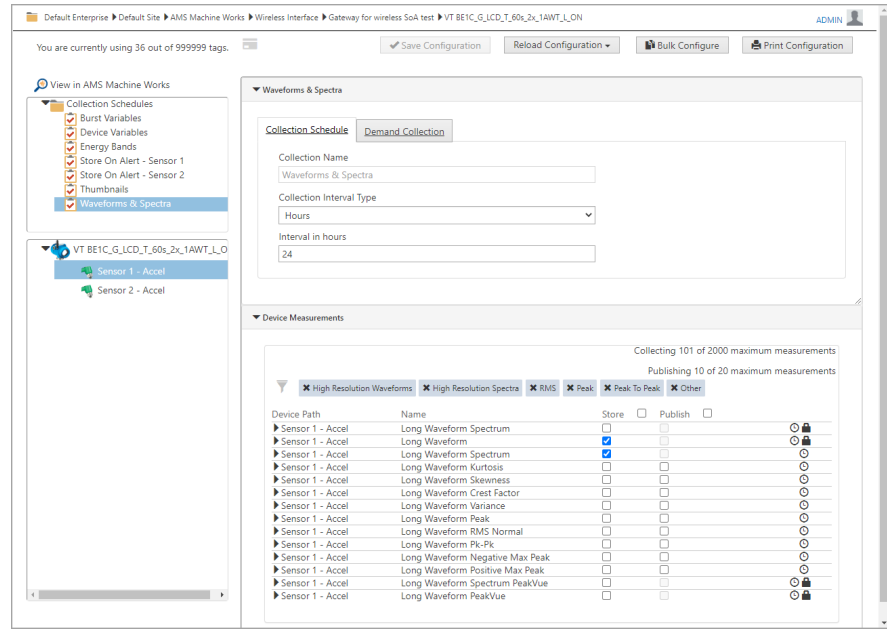 Default Enterprise Default Site AMS Machine Works Wireless Interface Gateway for wireless SoA test VT BE1C_G_LCD_T_60s_2x_1AWT_L_ON
ADMIN
You are currently using 36 out of 999999 tags.
Save Configuration Reload Configuration Bulk Configure Print Configuration
View in AMS Machine Works
Collection Schedules
Burst Variables
Device Variables
Energy Bands
Store On Alert - Sensor 1
Store On Alert - Sensor 2
Thumbnails
Waveforms & Spectra
VT BE1C_G_LCD_T_60s_2x_1AWT_L_O
Sensor 1 - Accel
Sensor 2 - Accel
Waveforms & Spectra
Collection Schedule Demand Collection
Collection Name
Waveforms & Spectra
Collection Interval Type
Hours
Interval in hours
24
Device Measurements
Collecting 101 of 2000 maximum measurements
Publishing 10 of 20 maximum measurements
High Resolution Waveforms High Resolution Spectra RMS Peak Peak To Peak Other
Device Path Name Store Publish
Sensor 1 - Accel Long Waveform Spectrum
Sensor 1 - Accel Long Waveform
Sensor 1 - Accel Long Waveform Spectrum
Sensor 1 - Accel Long Waveform Kurtosis
Sensor 1 - Accel Long Waveform Skewness
Sensor 1 - Accel Long Waveform Crest Factor
Sensor 1 - Accel Long Waveform Variance
Sensor 1 - Accel Long Waveform Peak
Sensor 1 - Accel Long Waveform RMS Normal
Sensor 1 - Accel Long Waveform Pk-Pk
Sensor 1 - Accel Long Waveform Negative Max Peak
Sensor 1 - Accel Long Waveform Positive Max Peak
Sensor 1 - Accel Long Waveform Spectrum PeakVue
Sensor 1 - Accel Long Waveform PeakVue